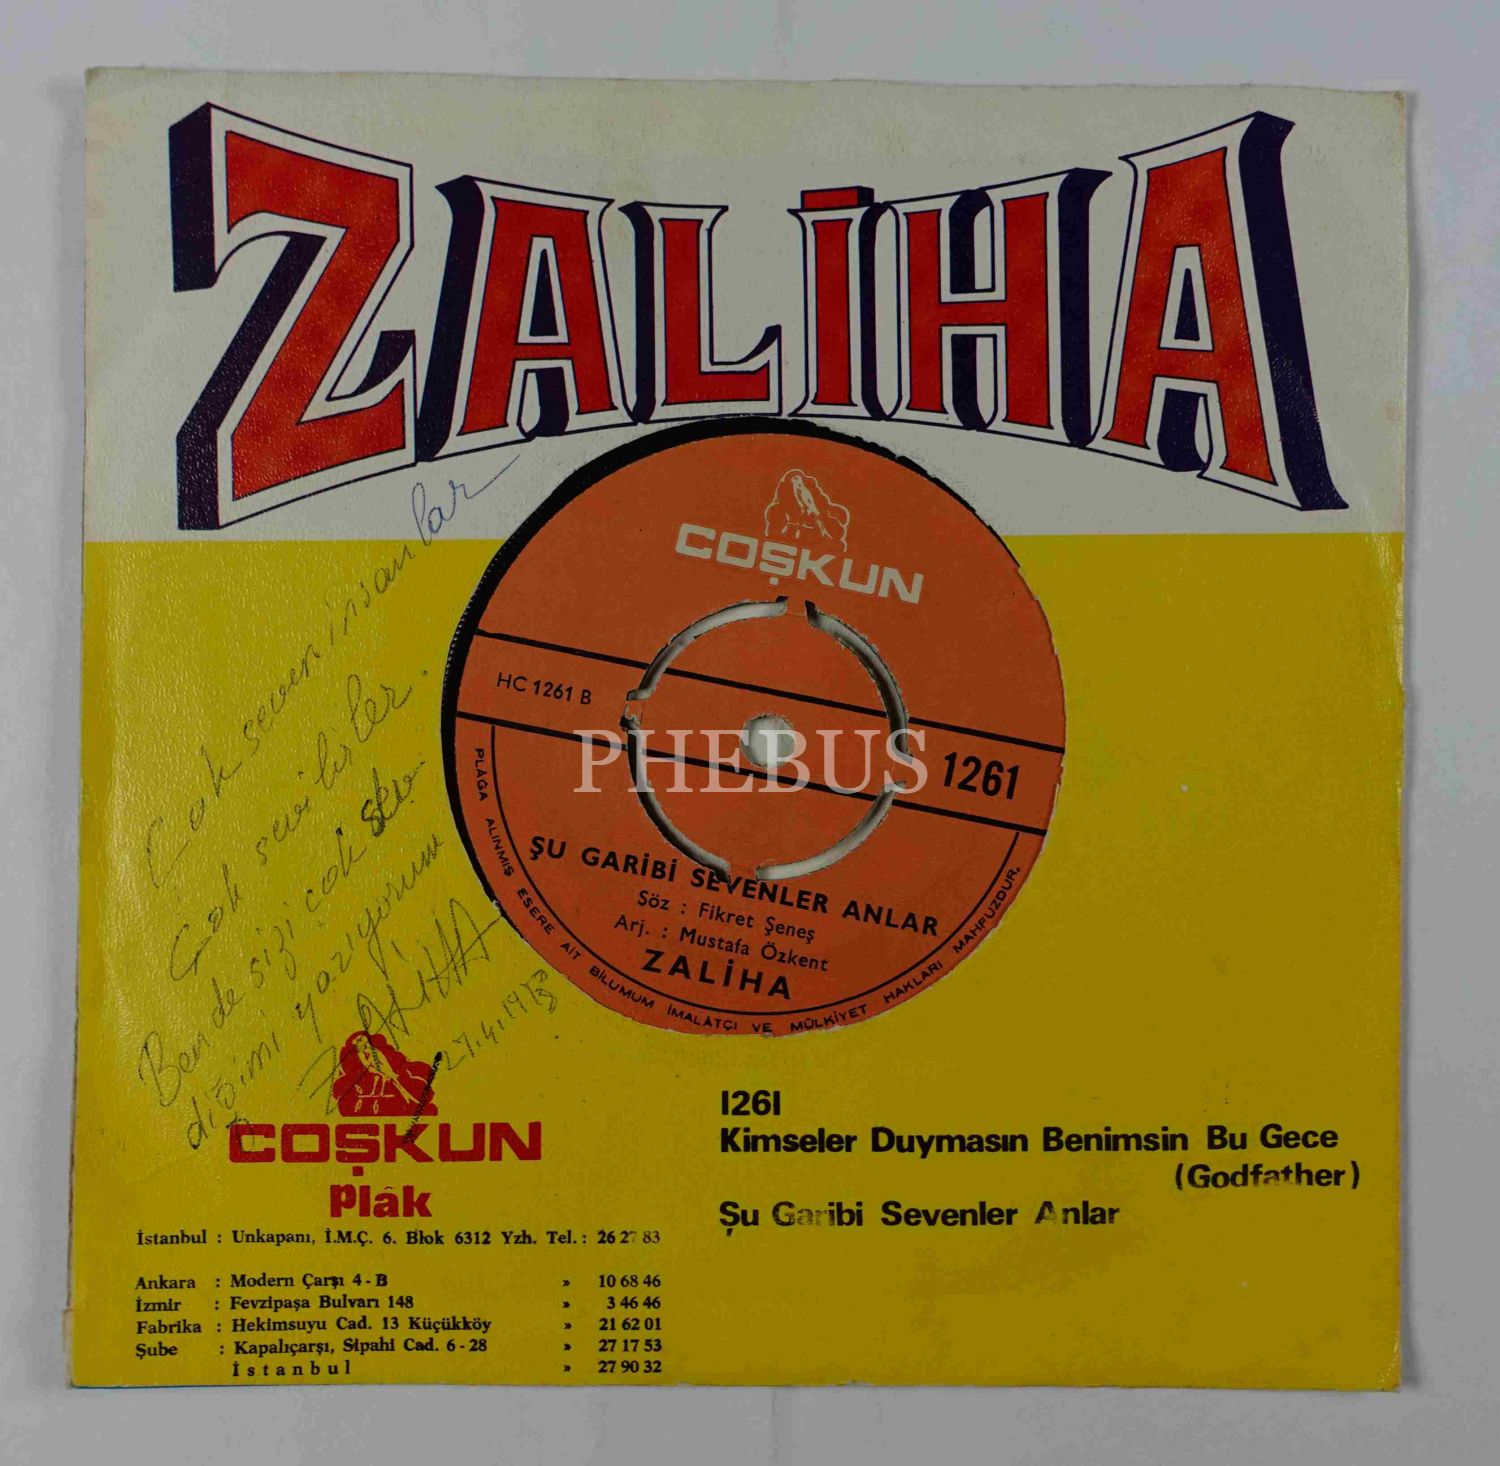 ZALİHA
COŞKUN
HC 1261 B
1261
PHEBUS
ŞU GARİBİ SEVENLER ANLAR
Söz : Fikret Şeneş
Arj. : Mustafa Özkent
ZALİHA
PLÂĞA ALINMIŞ ESERE AİT BİLUMUM İMALÂTÇI VE MÜLKİYET HAKLARI MAHFUZDUR.
Çok seven insanlar
Çok sevilirler.
Bende sizi çok sev
diğimi yazıyorum
ZALİHA
27.4.1973
COŞKUN
plâk
İstanbul : Unkapanı, İ.M.Ç. 6. Blok 6312 Yzh. Tel. : 26 27 83
Ankara : Modern Çarşı 4 - B » 10 68 46
İzmir : Fevzipaşa Bulvarı 148 » 3 46 46
Fabrika : Hekimsuyu Cad. 13 Küçükköy » 21 62 01
Şube : Kapalıçarşı, Sipahi Cad. 6 - 28 » 27 17 53
İstanbul » 27 90 32
1261
Kimseler Duymasın Benimsin Bu Gece
(Godfather)
Şu Garibi Sevenler Anlar